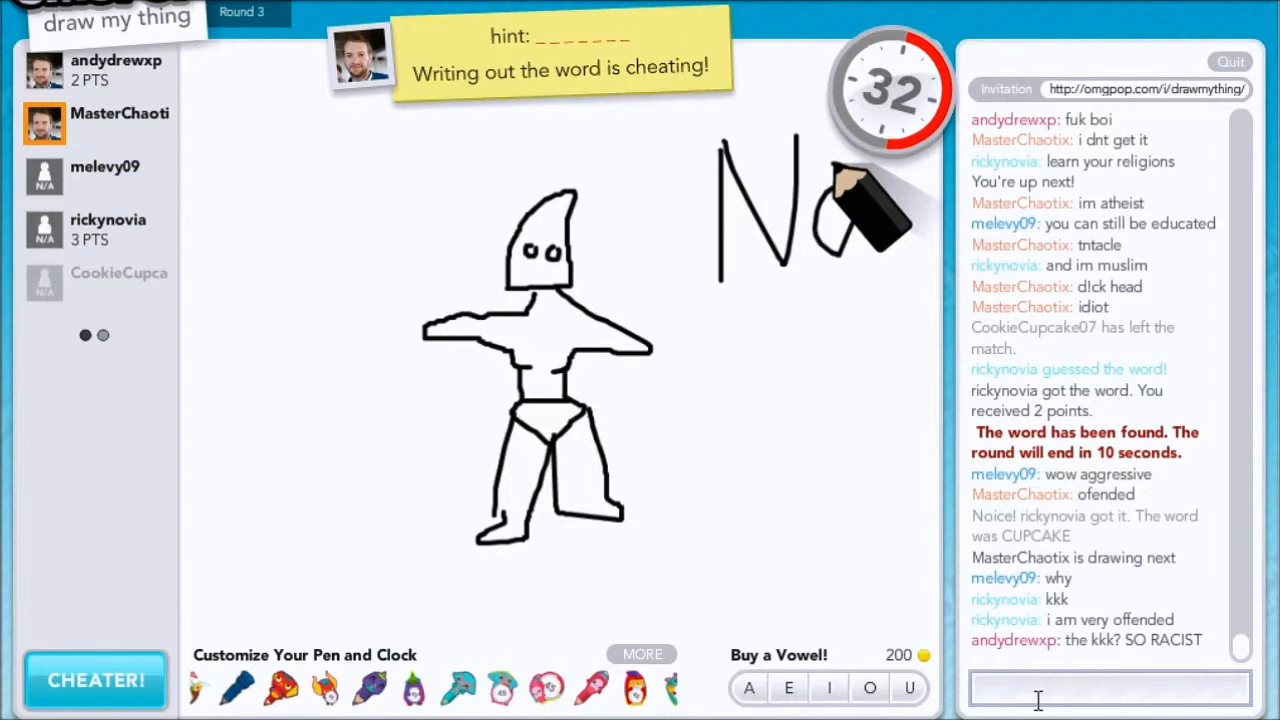 draw my thing
Round 3
hint: _ _ _ _ _ _ _
Writing out the word is cheating!
32
andydrewxp
2 PTS
MasterChaoti
melevy09
N/A
rickynovia
3 PTS
N/A
CookieCupca
N/A
No
CHEATER!
Customize Your Pen and Clock
MORE
Buy a Vowel!
200
A E I O U
Quit
Invitation http://omgpop.com/i/drawmything/
andydrewxp: fuk boi
MasterChaotix: i dnt get it
rickynovia: learn your religions
You're up next!
MasterChaotix: im atheist
melevy09: you can still be educated
MasterChaotix: tntacle
rickynovia: and im muslim
MasterChaotix: d!ck head
MasterChaotix: idiot
CookieCupcake07 has left the
match.
rickynovia guessed the word!
rickynovia got the word. You
received 2 points.
The word has been found. The
round will end in 10 seconds.
melevy09: wow aggressive
MasterChaotix: ofended
Noice! rickynovia got it. The word
was CUPCAKE
MasterChaotix is drawing next
melevy09: why
rickynovia: kkk
rickynovia: i am very offended
andydrewxp: the kkk? SO RACIST